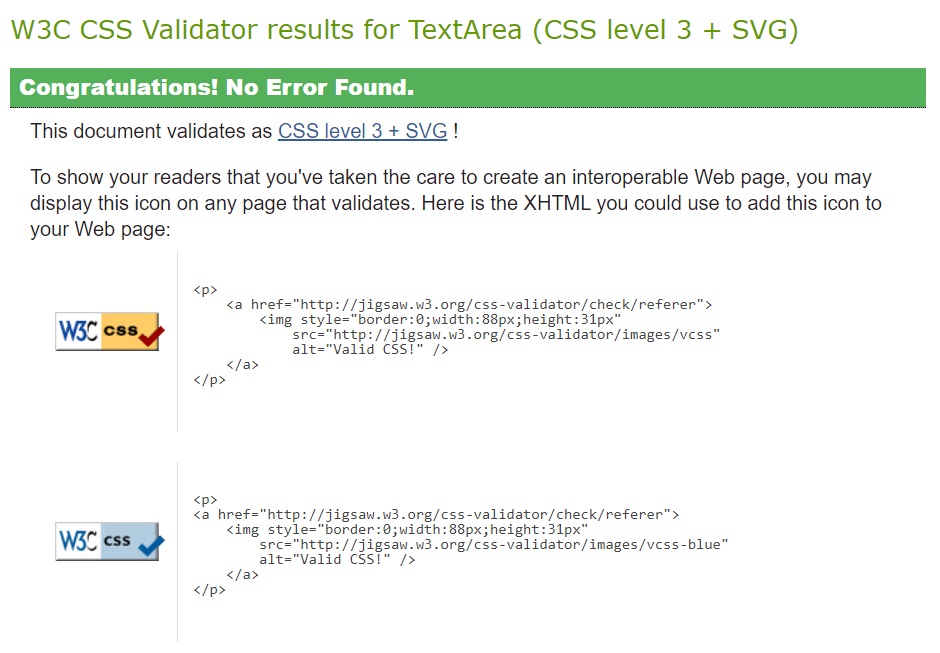 W3C CSS Validator results for TextArea (CSS level 3 + SVG)
Congratulations! No Error Found.
This document validates as CSS level 3 + SVG !
To show your readers that you've taken the care to create an interoperable Web page, you may
display this icon on any page that validates. Here is the XHTML you could use to add this icon to
your Web page:
W3C css
<p>
    <a href="http://jigsaw.w3.org/css-validator/check/referer">
        <img style="border:0;width:88px;height:31px"
            src="http://jigsaw.w3.org/css-validator/images/vcss"
            alt="Valid CSS!" />
    </a>
</p>
W3C css
<p>
<a href="http://jigsaw.w3.org/css-validator/check/referer">
    <img style="border:0;width:88px;height:31px"
        src="http://jigsaw.w3.org/css-validator/images/vcss-blue"
        alt="Valid CSS!" />
    </a>
</p>